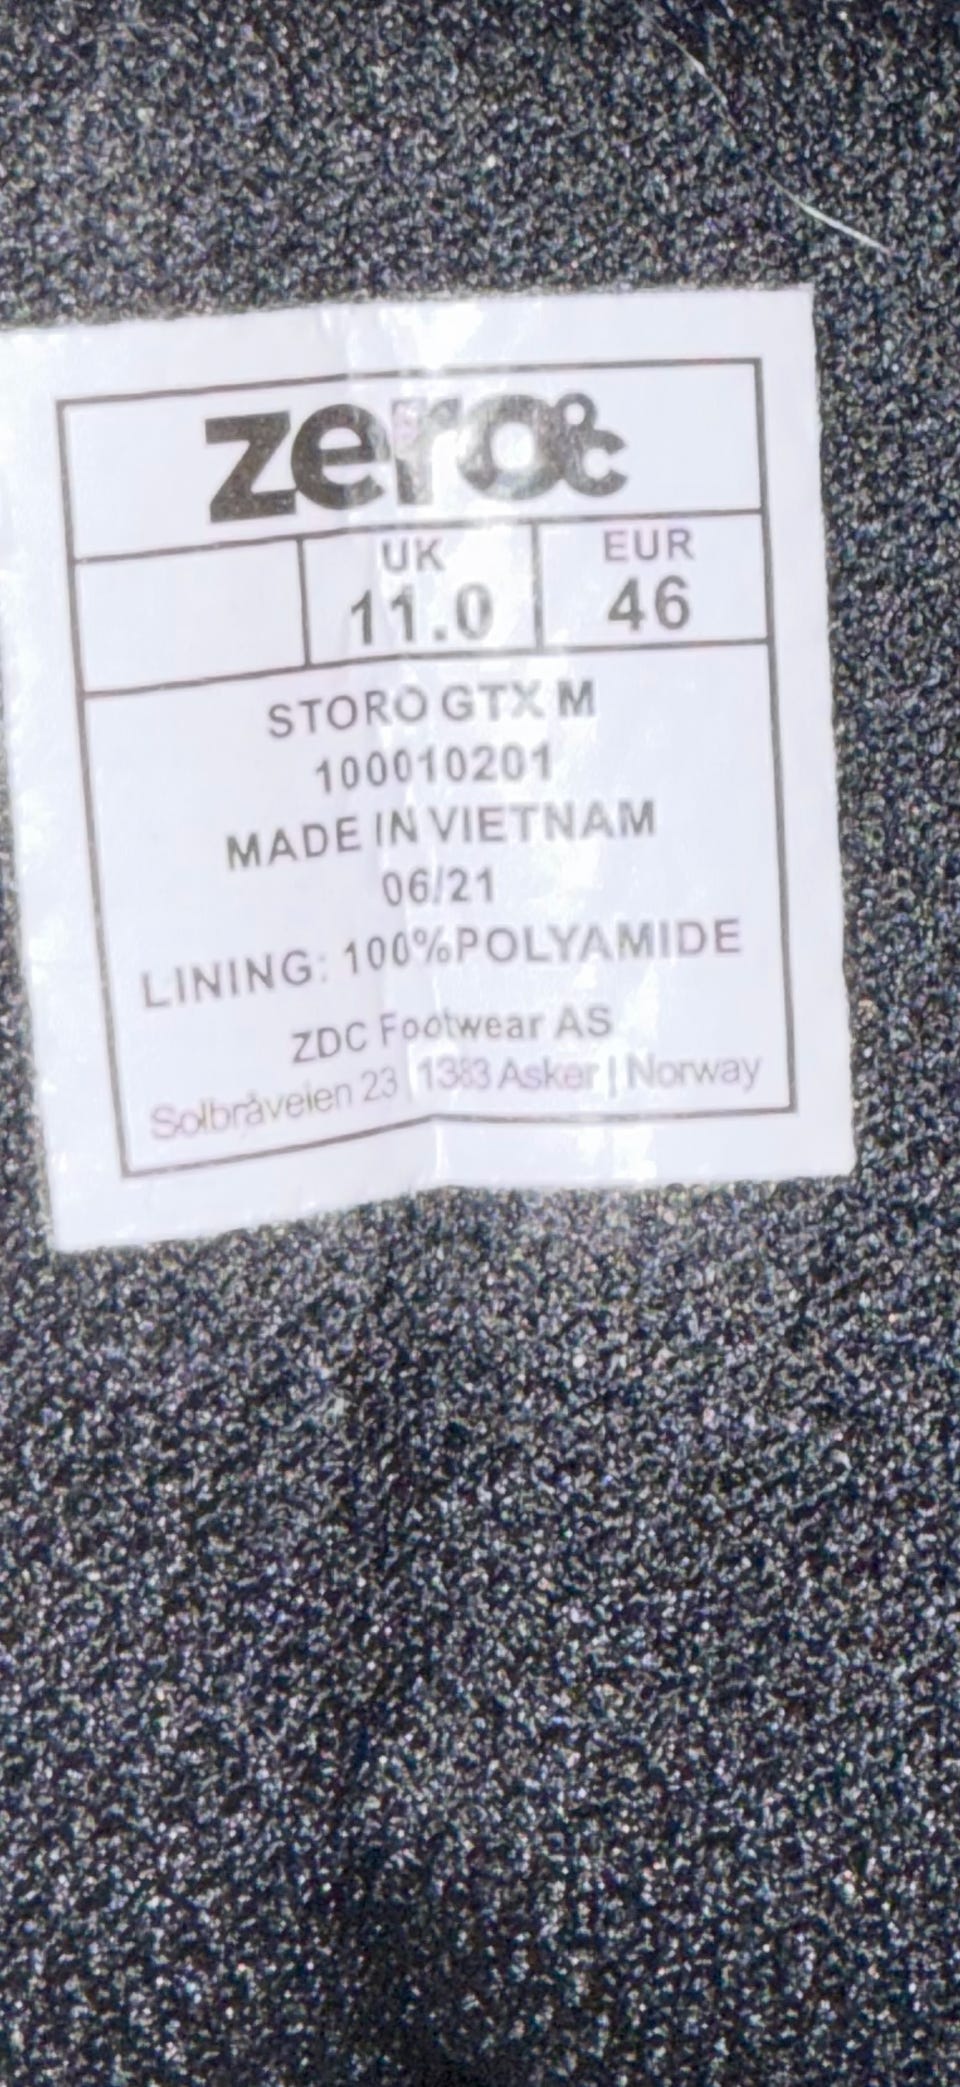 zero°c
UK EUR
11.0 46
STORO GTX M
100010201
MADE IN VIETNAM
06/21
LINING: 100%POLYAMIDE
ZDC Footwear AS
Solbråveien 23 | 1383 Asker | Norway